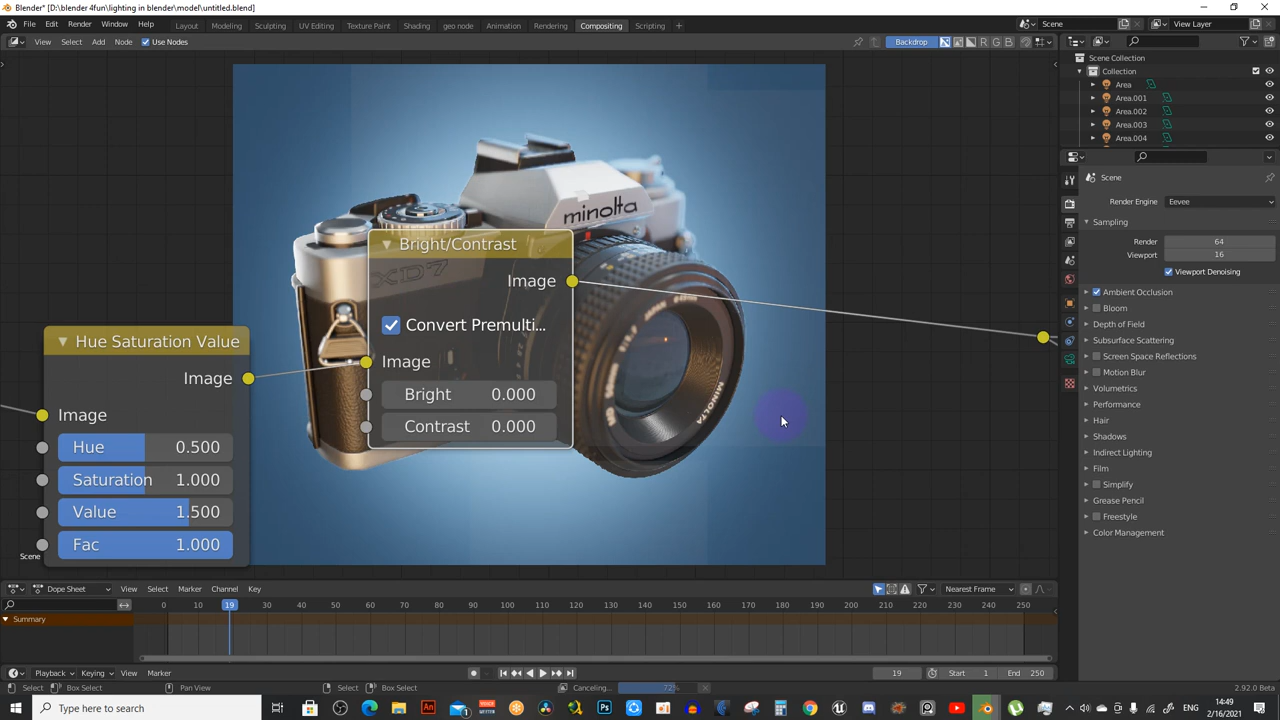 Blender* [D:\blender 4fun\lighting in blender\model\untitled.blend]
File Edit Render Window Help Layout Modeling Sculpting UV Editing Texture Paint Shading geo node Animation Rendering Compositing Scripting + Scene View Layer
View Select Add Node Use Nodes Backdrop R G B
Scene Collection
Collection
Area
Area.001
Area.002
Area.003
Area.004
Scene
Render Engine Eevee
Sampling
Render 64
Viewport 16
Viewport Denoising
Ambient Occlusion
Bloom
Depth of Field
Subsurface Scattering
Screen Space Reflections
Motion Blur
Volumetrics
Performance
Hair
Shadows
Indirect Lighting
Film
Simplify
Grease Pencil
Freestyle
Color Management
minolta
XD7
MINOLTA
Bright/Contrast
Image
Convert Premulti...
Image
Bright 0.000
Contrast 0.000
Hue Saturation Value
Image
Image
Hue 0.500
Saturation 1.000
Value 1.500
Fac 1.000
Scene
Dope Sheet View Select Marker Channel Key Nearest Frame
0 10 19 30 40 50 60 70 80 90 100 110 120 130 140 150 160 170 180 190 200 210 220 230 240 250
Summary
Playback Keying View Marker 19 Start 1 End 250
Select Box Select Pan View Select Box Select Canceling... 72% 2.92.0 Beta
Type here to search
14:49
2/16/2021